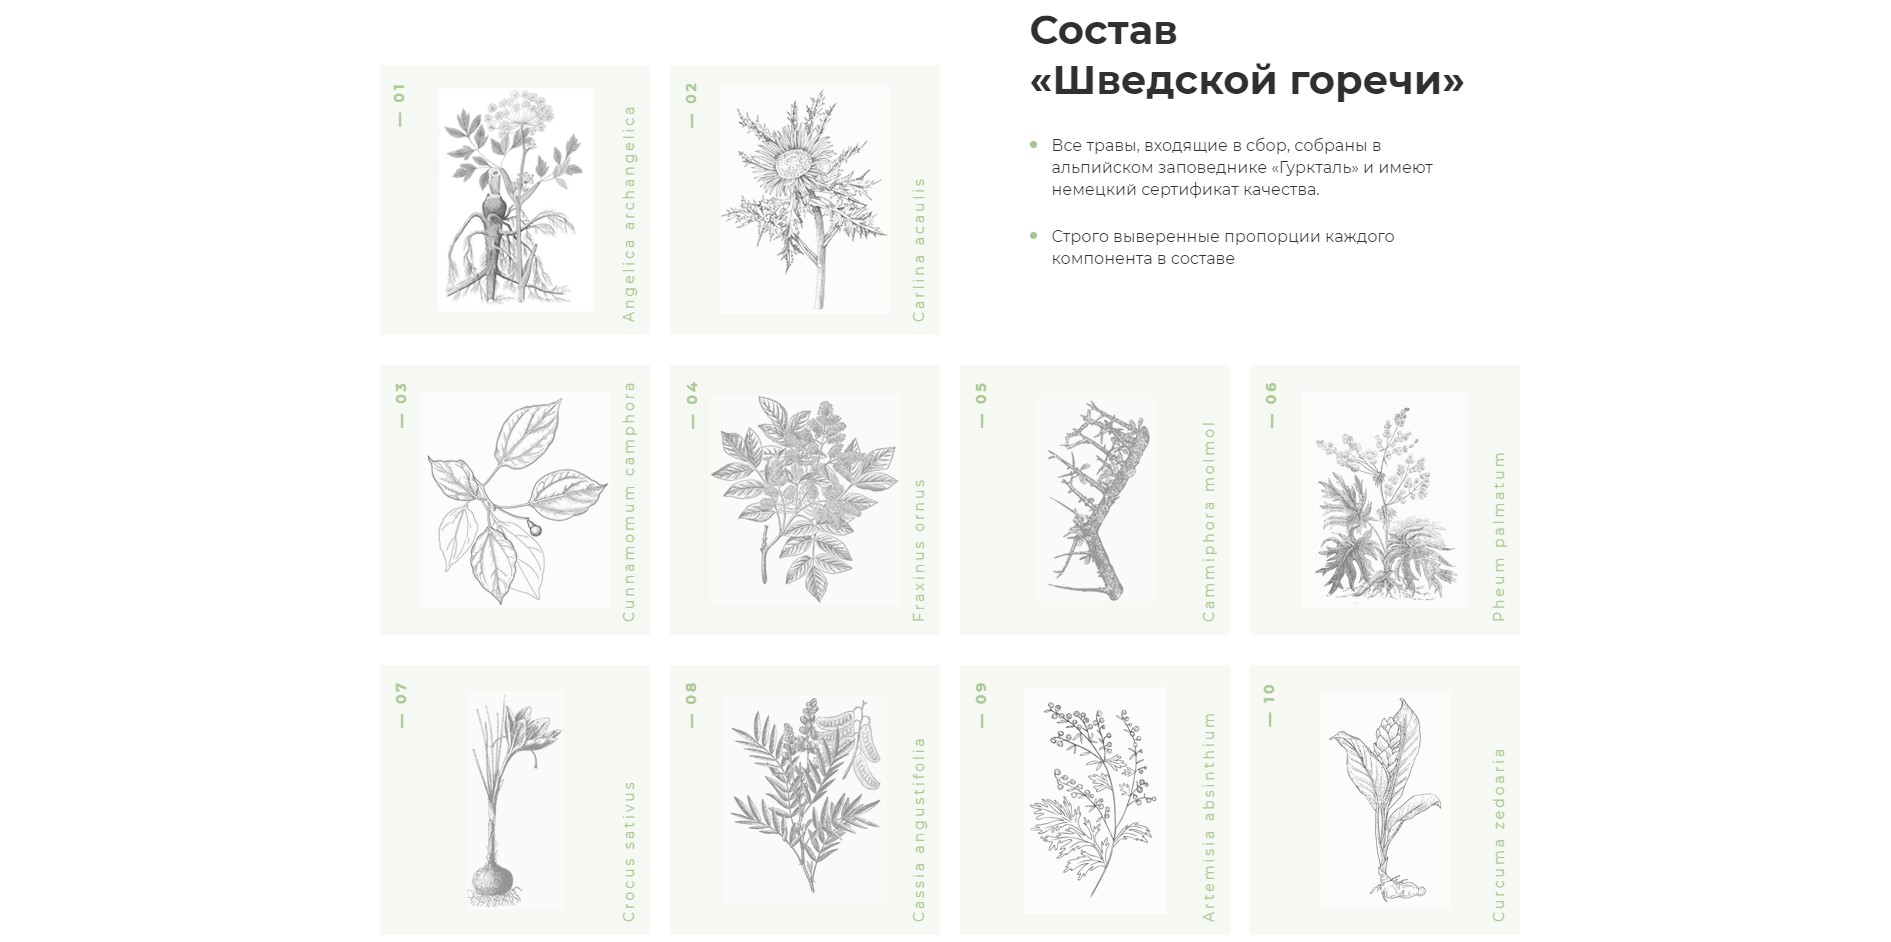 Состав
«Шведской горечи»
Все травы, входящие в сбор, собраны в
альпийском заповеднике «Гуркталь» и имеют
немецкий сертификат качества.
Строго выверенные пропорции каждого
компонента в составе
— 01
Angelica archangelica
— 02
Carlina acaulis
— 03
Cunnamomum camphora
— 04
Fraxinus ornus
— 05
Cammiphora molmol
— 06
Pheum palmatum
— 07
Crocus sativus
— 08
Cassia angustifolia
— 09
Artemisia absinthium
— 10
Curcuma zedoaria